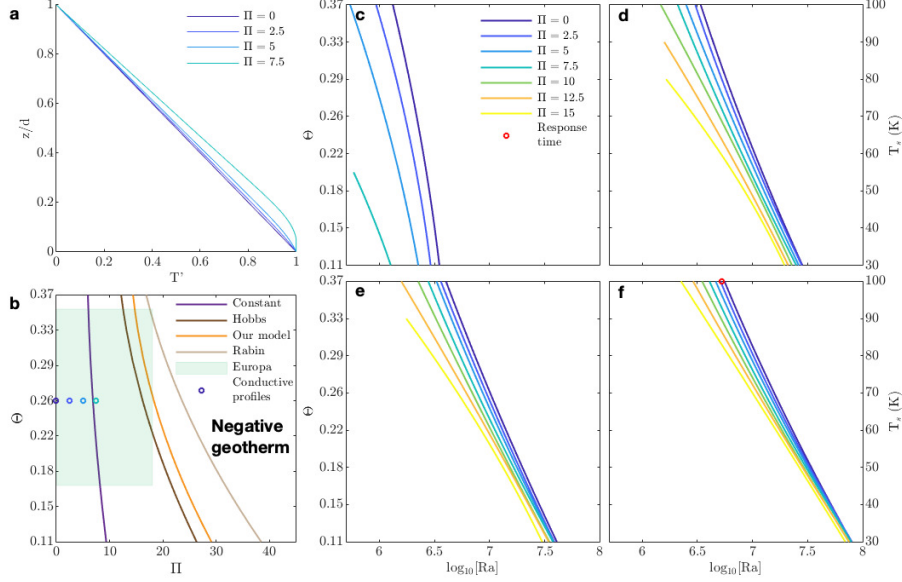 a
Π = 0
Π = 2.5
Π = 5
Π = 7.5
1
0.8
0.6
0.4
0.2
0
z/d
0 0.2 0.4 0.6 0.8 1
T'
b
Constant
Hobbs
Our model
Rabin
Europa
Conductive
profiles
Negative
geotherm
0.37
0.33
0.29
0.26
0.22
0.18
0.15
0.11
Θ
0 10 20 30 40
Π
c
Π = 0
Π = 2.5
Π = 5
Π = 7.5
Π = 10
Π = 12.5
Π = 15
Response
time
0.37
0.33
0.29
0.26
0.22
0.18
0.15
0.11
Θ
d
100
90
80
70
60
50
40
30
T_s (K)
e
0.37
0.33
0.29
0.26
0.22
0.18
0.15
0.11
Θ
6 6.5 7 7.5 8
log₁₀[Ra]
f
100
90
80
70
60
50
40
30
T_s (K)
6 6.5 7 7.5 8
log₁₀[Ra]